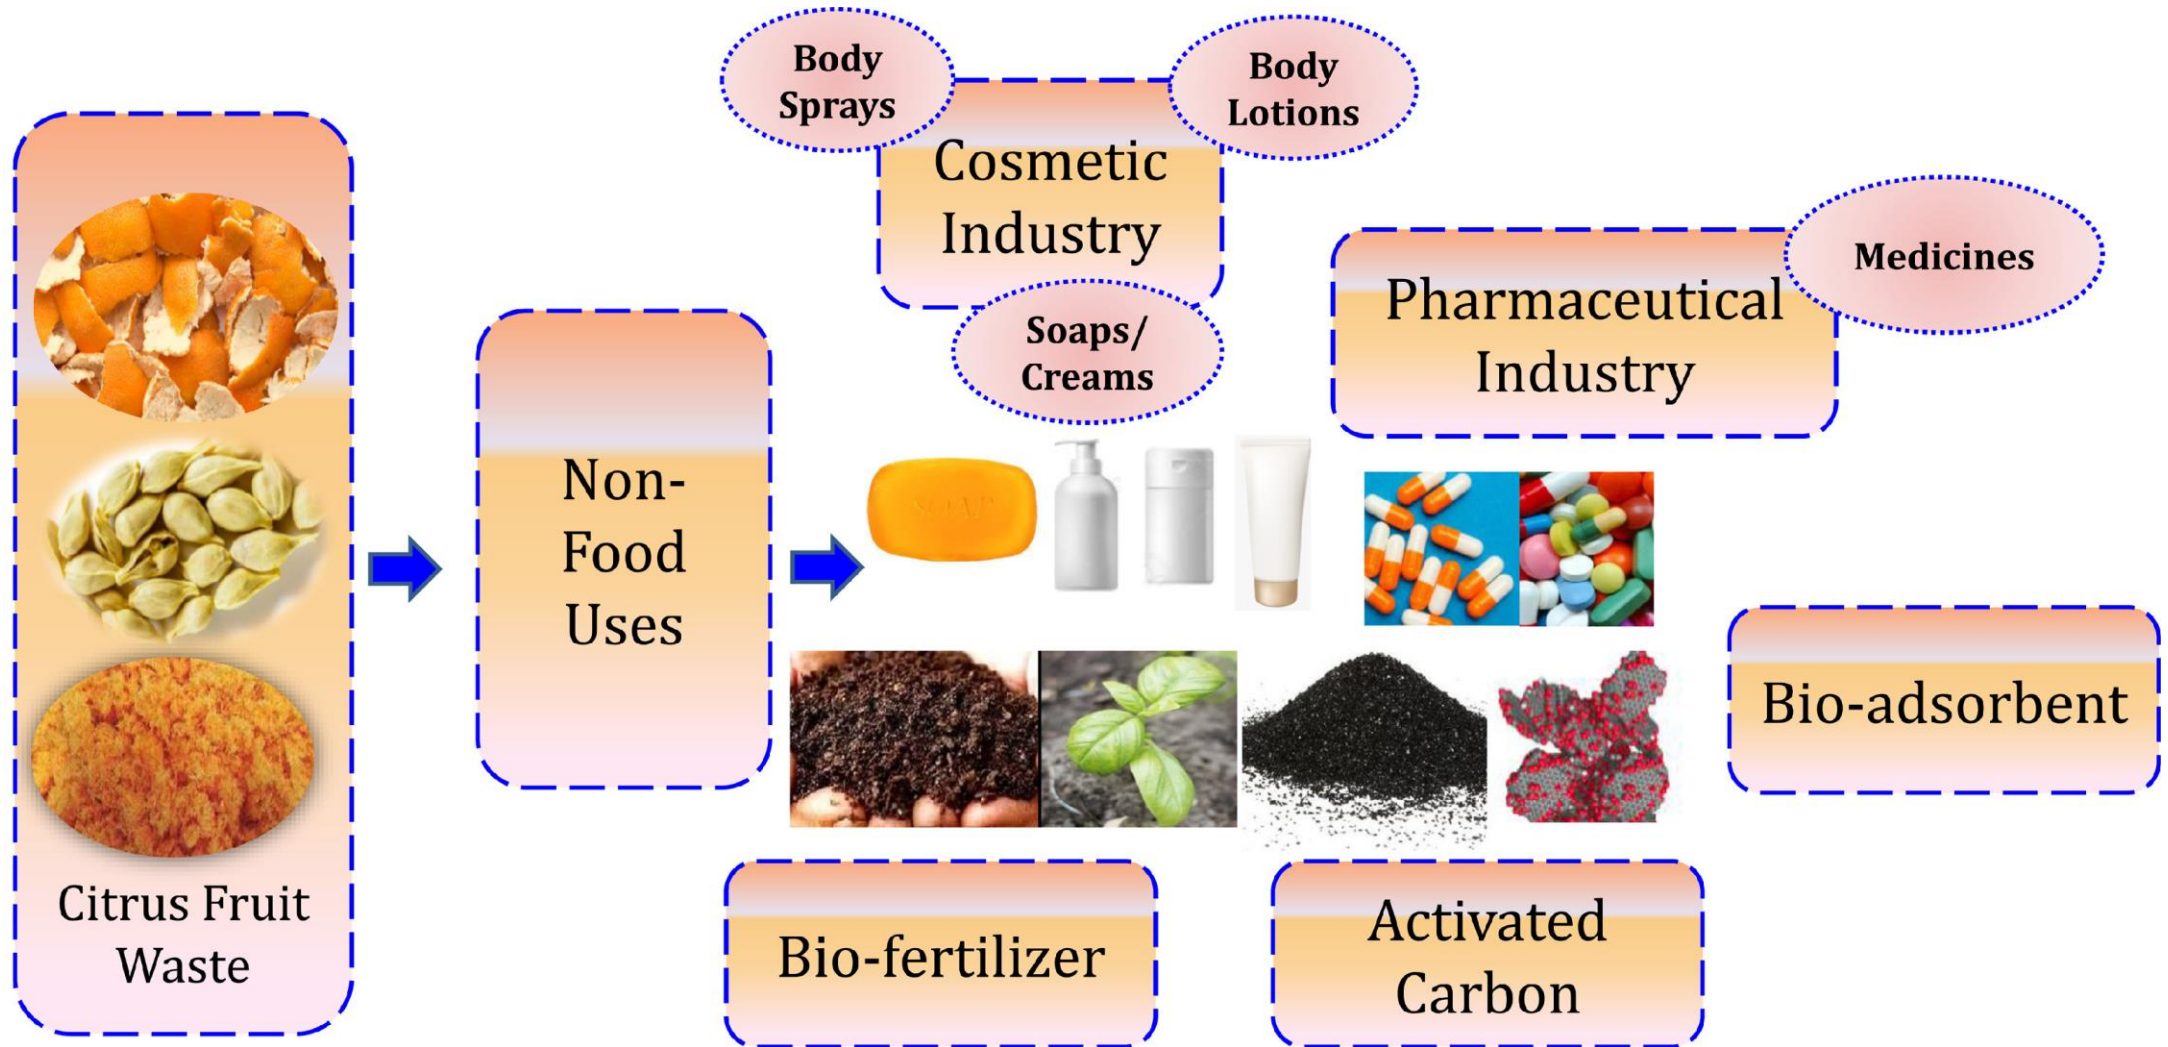 Body
Sprays
Body
Lotions
Cosmetic
Industry
Soaps/
Creams
Medicines
Pharmaceutical
Industry
Non-
Food
Uses
SOAP
Bio-adsorbent
Citrus Fruit
Waste
Bio-fertilizer
Activated
Carbon